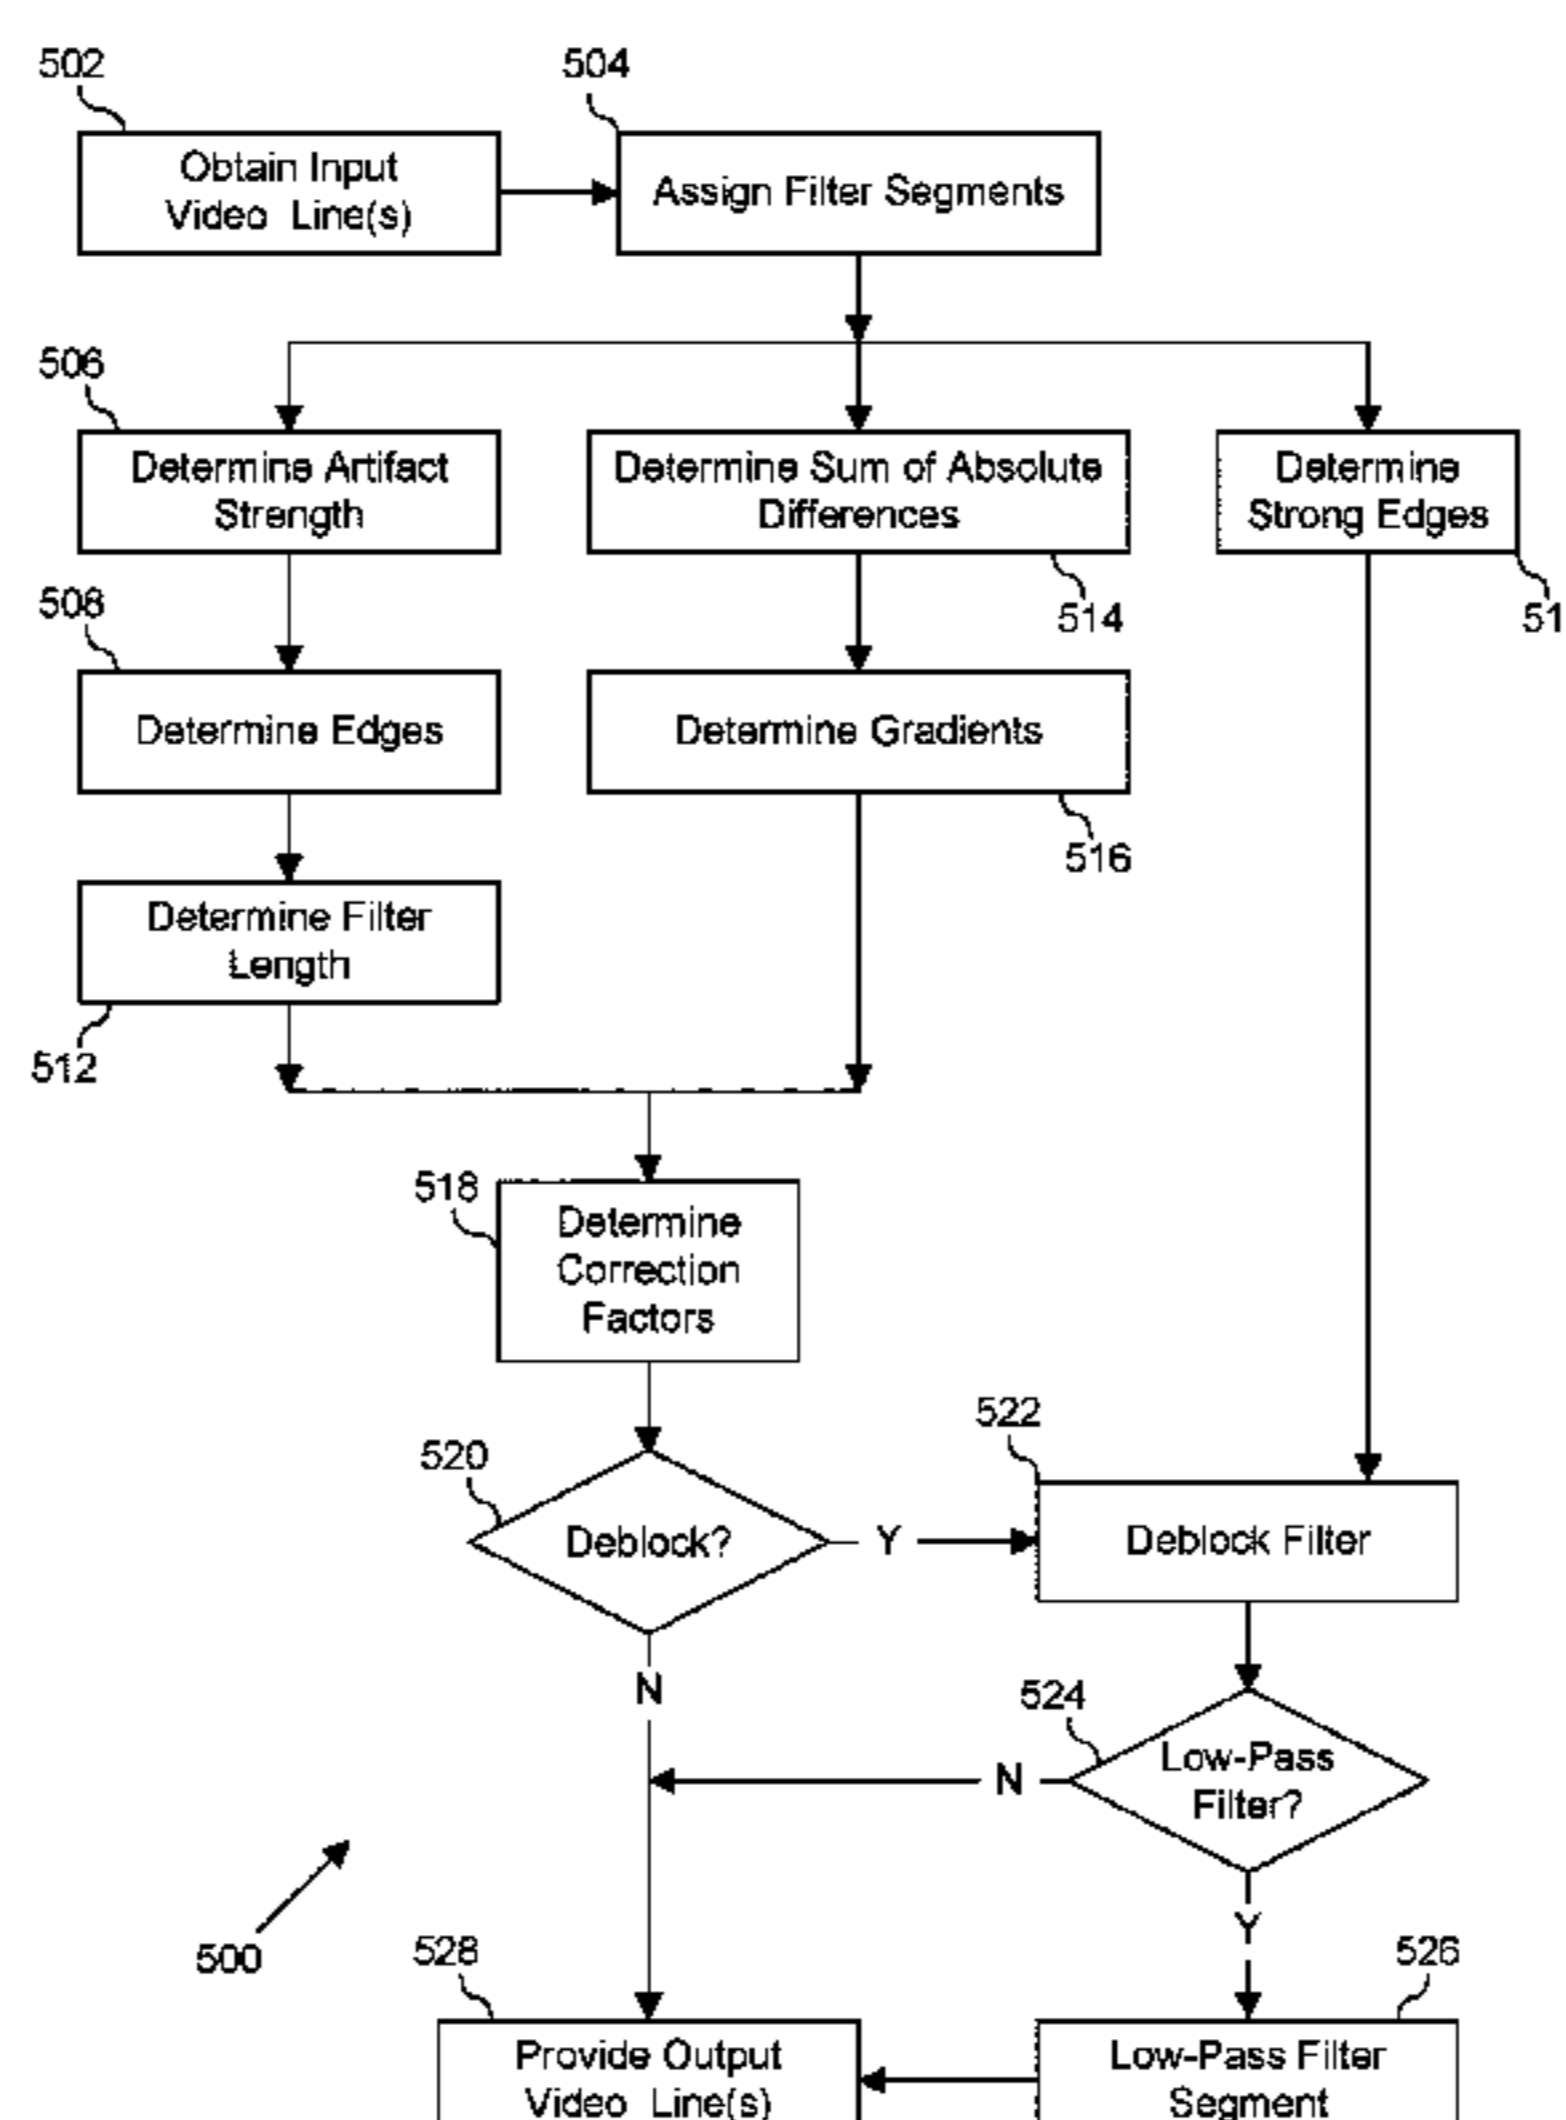 502
504
Obtain Input
Video Line(s)
Assign Filter Segments
506
Determine Artifact
Strength
Determine Sum of Absolute
Differences
Determine
Strong Edges
508
514
51
Determine Edges
Determine Gradients
516
Determine Filter
Length
512
518
Determine
Correction
Factors
522
520
Deblock?
Y
Deblock Filter
N
524
Low-Pass
Filter?
N
Y
500
528
526
Provide Output
Video Line(s)
Low-Pass Filter
Segment